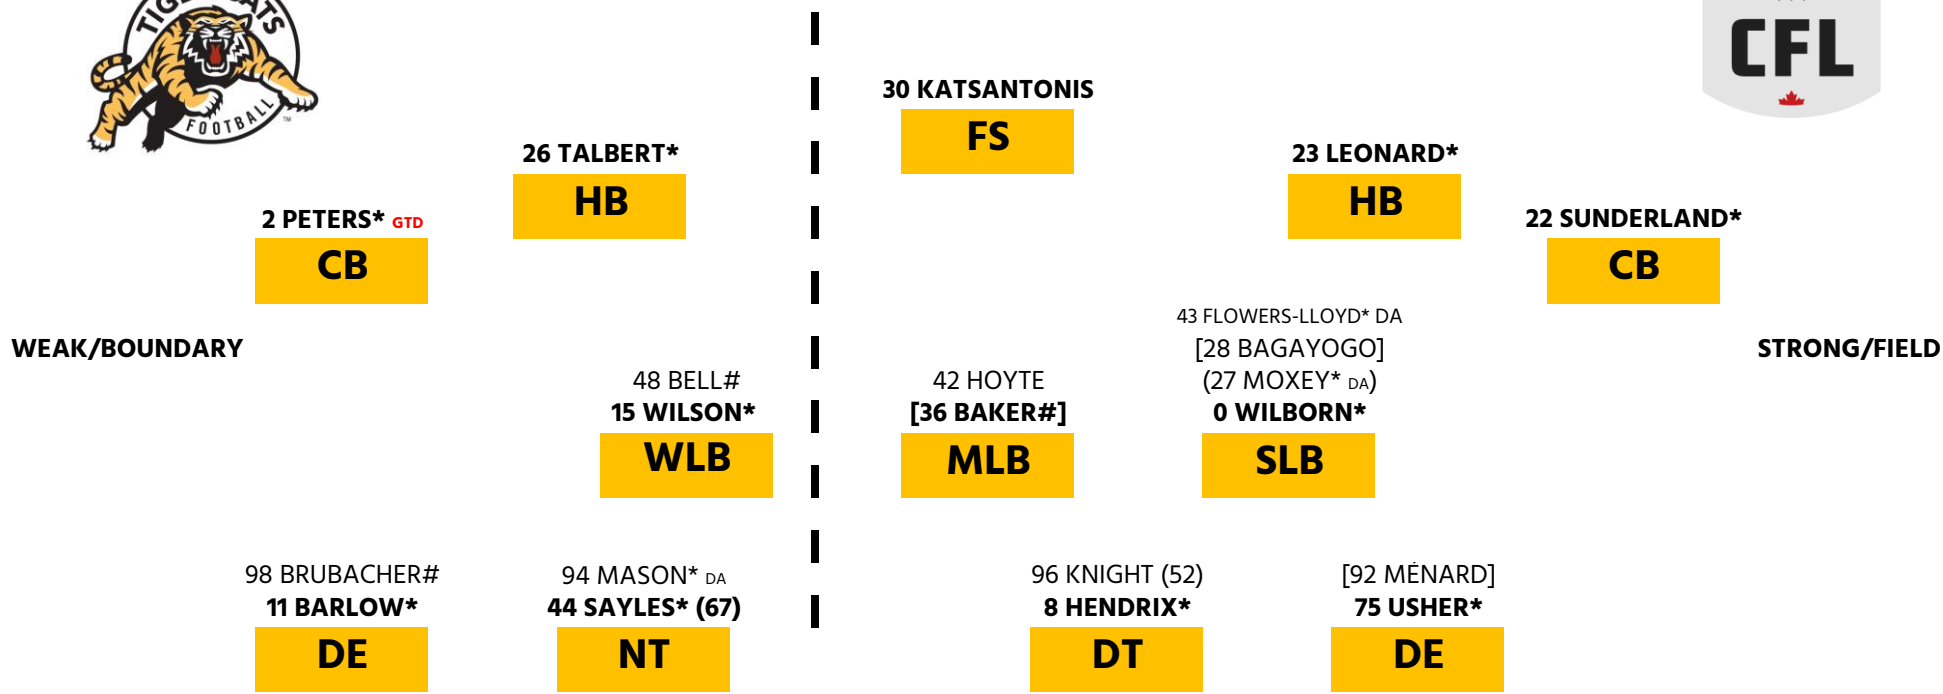 TIGER-CATS
FOOTBALL
TM
CFL
30 KATSANTONIS
FS
26 TALBERT*
HB
23 LEONARD*
HB
2 PETERS* GTD
CB
22 SUNDERLAND*
CB
WEAK/BOUNDARY
STRONG/FIELD
48 BELL#
15 WILSON*
WLB
42 HOYTE
[36 BAKER#]
MLB
43 FLOWERS-LLOYD* DA
[28 BAGAYOGO]
(27 MOXEY* DA)
0 WILBORN*
SLB
98 BRUBACHER#
11 BARLOW*
DE
94 MASON* DA
44 SAYLES* (67)
NT
96 KNIGHT (52)
8 HENDRIX*
DT
[92 MÉNARD]
75 USHER*
DE